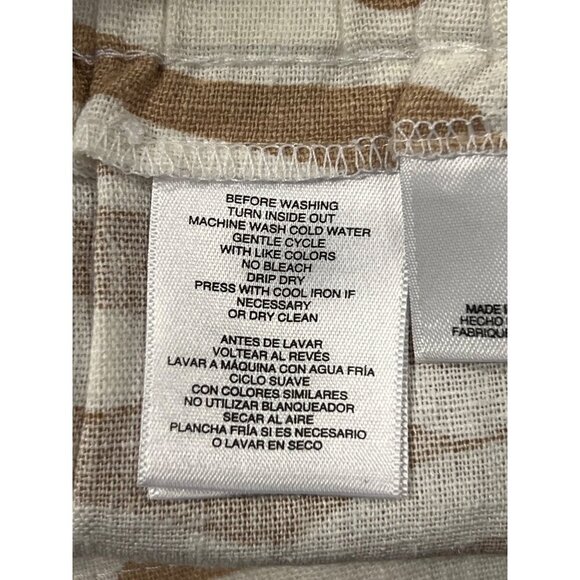 BEFORE WASHING
TURN INSIDE OUT
MACHINE WASH COLD WATER
GENTLE CYCLE
WITH LIKE COLORS
NO BLEACH
DRIP DRY
PRESS WITH COOL IRON IF
NECESSARY
OR DRY CLEAN
ANTES DE LAVAR
VOLTEAR AL REVÉS
LAVAR A MÁQUINA CON AGUA FRÍA
CICLO SUAVE
CON COLORES SIMILARES
NO UTILIZAR BLANQUEADOR
SECAR AL AIRE
PLANCHA FRÍA SI ES NECESARIO
O LAVAR EN SECO
MADE
HECHO
FABRIQUE